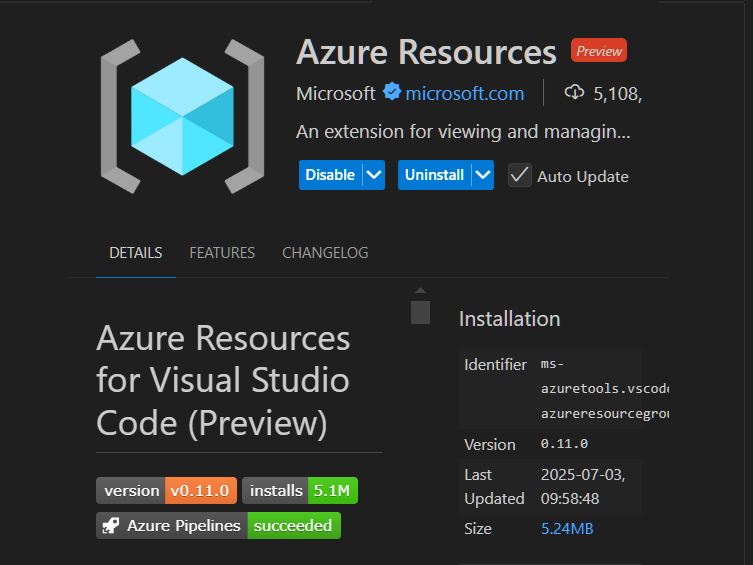 Azure Resources Preview
Microsoft microsoft.com 5,108,
An extension for viewing and managin...
Disable Uninstall Auto Update
DETAILS FEATURES CHANGELOG
Azure Resources
for Visual Studio
Code (Preview)
version v0.11.0 installs 5.1M
Azure Pipelines succeeded
Installation
Identifier ms-
azuretools.vscode
azureresourcegrou
Version 0.11.0
Last 2025-07-03,
Updated 09:58:48
Size 5.24MB